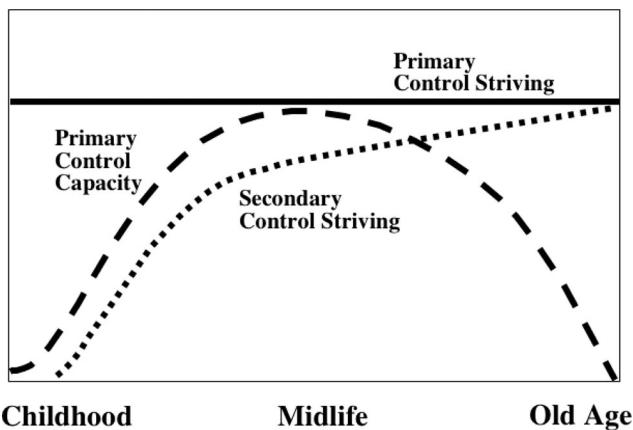 Primary
Control Striving
Primary
Control
Capacity
Secondary
Control Striving
Childhood
Midlife
Old Age